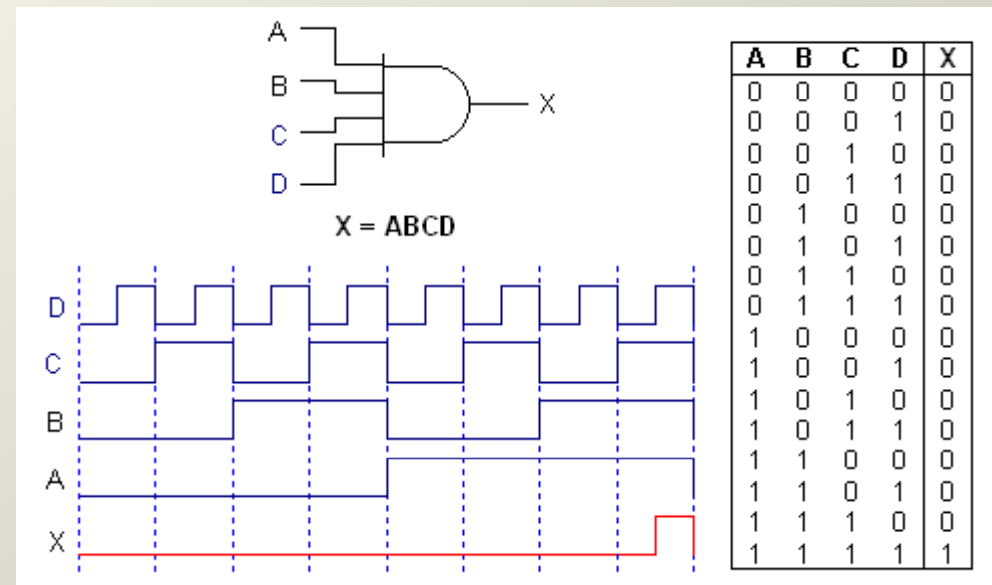 A
B
C
D
X
X = ABCD
D
C
B
A
X
A B C D X
0 0 0 0 0
0 0 0 1 0
0 0 1 0 0
0 0 1 1 0
0 1 0 0 0
0 1 0 1 0
0 1 1 0 0
0 1 1 1 0
1 0 0 0 0
1 0 0 1 0
1 0 1 0 0
1 0 1 1 0
1 1 0 0 0
1 1 0 1 0
1 1 1 0 0
1 1 1 1 1